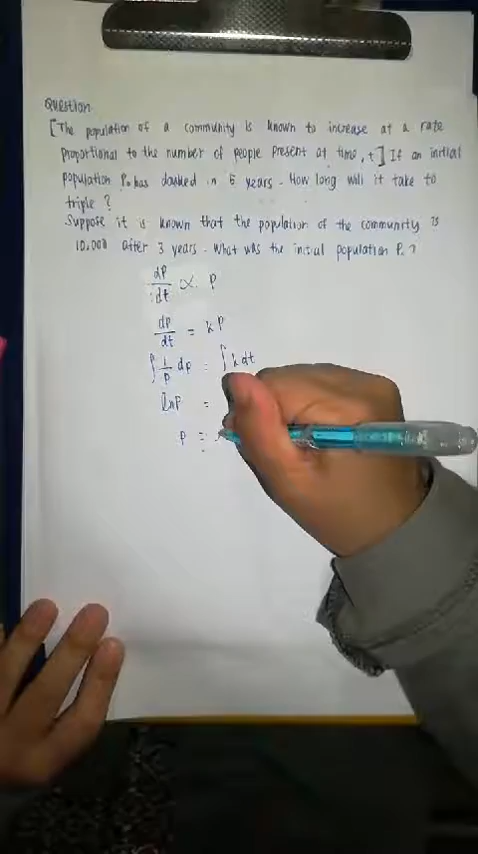 Question
[The population of a community is known to increase at a rate
proportional to the number of people present at time, t] If an initial
population P₀ has doubled in 5 years. How long will it take to
triple?
Suppose it is known that the population of the community is
10,000 after 3 years. What was the initial population P₀?
dP/dt ∝ P
dP/dt = kP
∫ 1/P dP = ∫ k dt
ln P =
P =